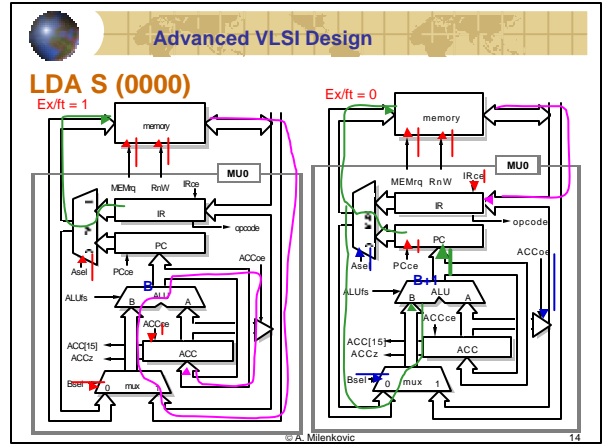 Advanced VLSI Design
LDA S (0000)
Ex/ft = 1
memory
MU0
MEMrq
RnW
IRce
IR
opcode
PC
Asel
PCce
ACCoe
B
ALUfs
ALU
B
A
ACCce
ACC[15]
ACCz
ACC
Bsel
0
mux
1
Ex/ft = 0
memory
MU0
MEMrq
RnW
IRce
IR
opcode
PC
Asel
PCce
ACCoe
B+1
ALUfs
ALU
B
A
ACCce
ACC[15]
ACCz
ACC
Bsel
0
mux
1
© A. Milenkovic
14